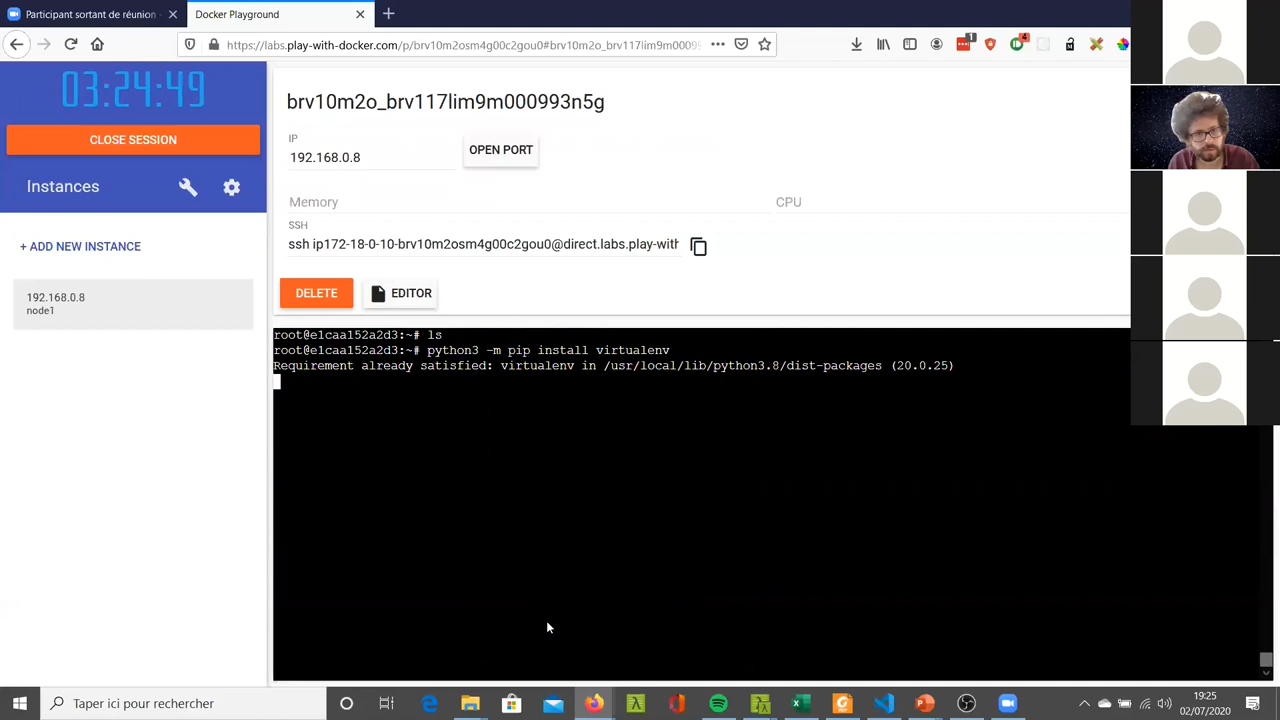 Participant sortant de réunion -
Docker Playground
https://labs.play-with-docker.com/p/brv10m2osm4g00c2gou0#brv10m2o_brv117lim9m000993
1
4
03:24:49
CLOSE SESSION
Instances
+ ADD NEW INSTANCE
192.168.0.8
node1
brv10m2o_brv117lim9m000993n5g
IP
192.168.0.8
OPEN PORT
Memory
CPU
SSH
ssh ip172-18-0-10-brv10m2osm4g00c2gou0@direct.labs.play-with
DELETE
EDITOR
root@e1caa152a2d3:~# ls
root@e1caa152a2d3:~# python3 -m pip install virtualenv
Requirement already satisfied: virtualenv in /usr/local/lib/python3.8/dist-packages (20.0.25)
Taper ici pour rechercher
19:25
02/07/2020